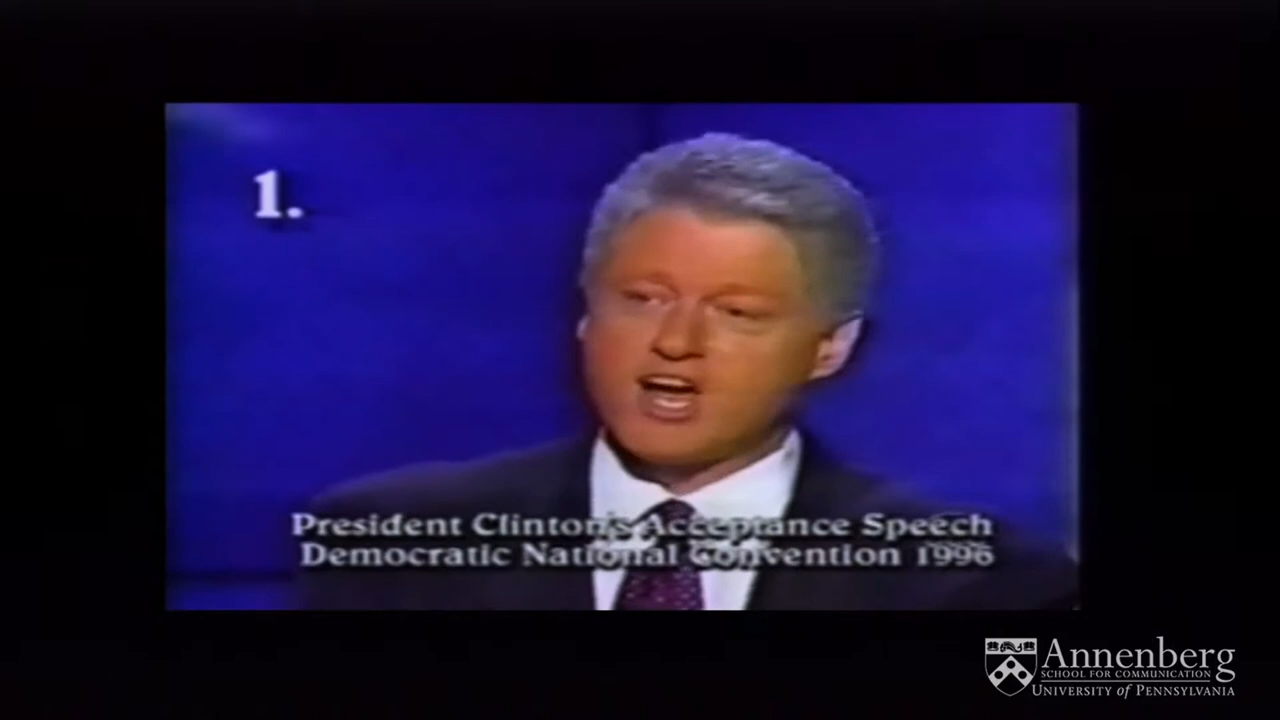 1.
President Clinton's Acceptance Speech
Democratic National Convention 1996
Annenberg
SCHOOL FOR COMMUNICATION
UNIVERSITY of PENNSYLVANIA